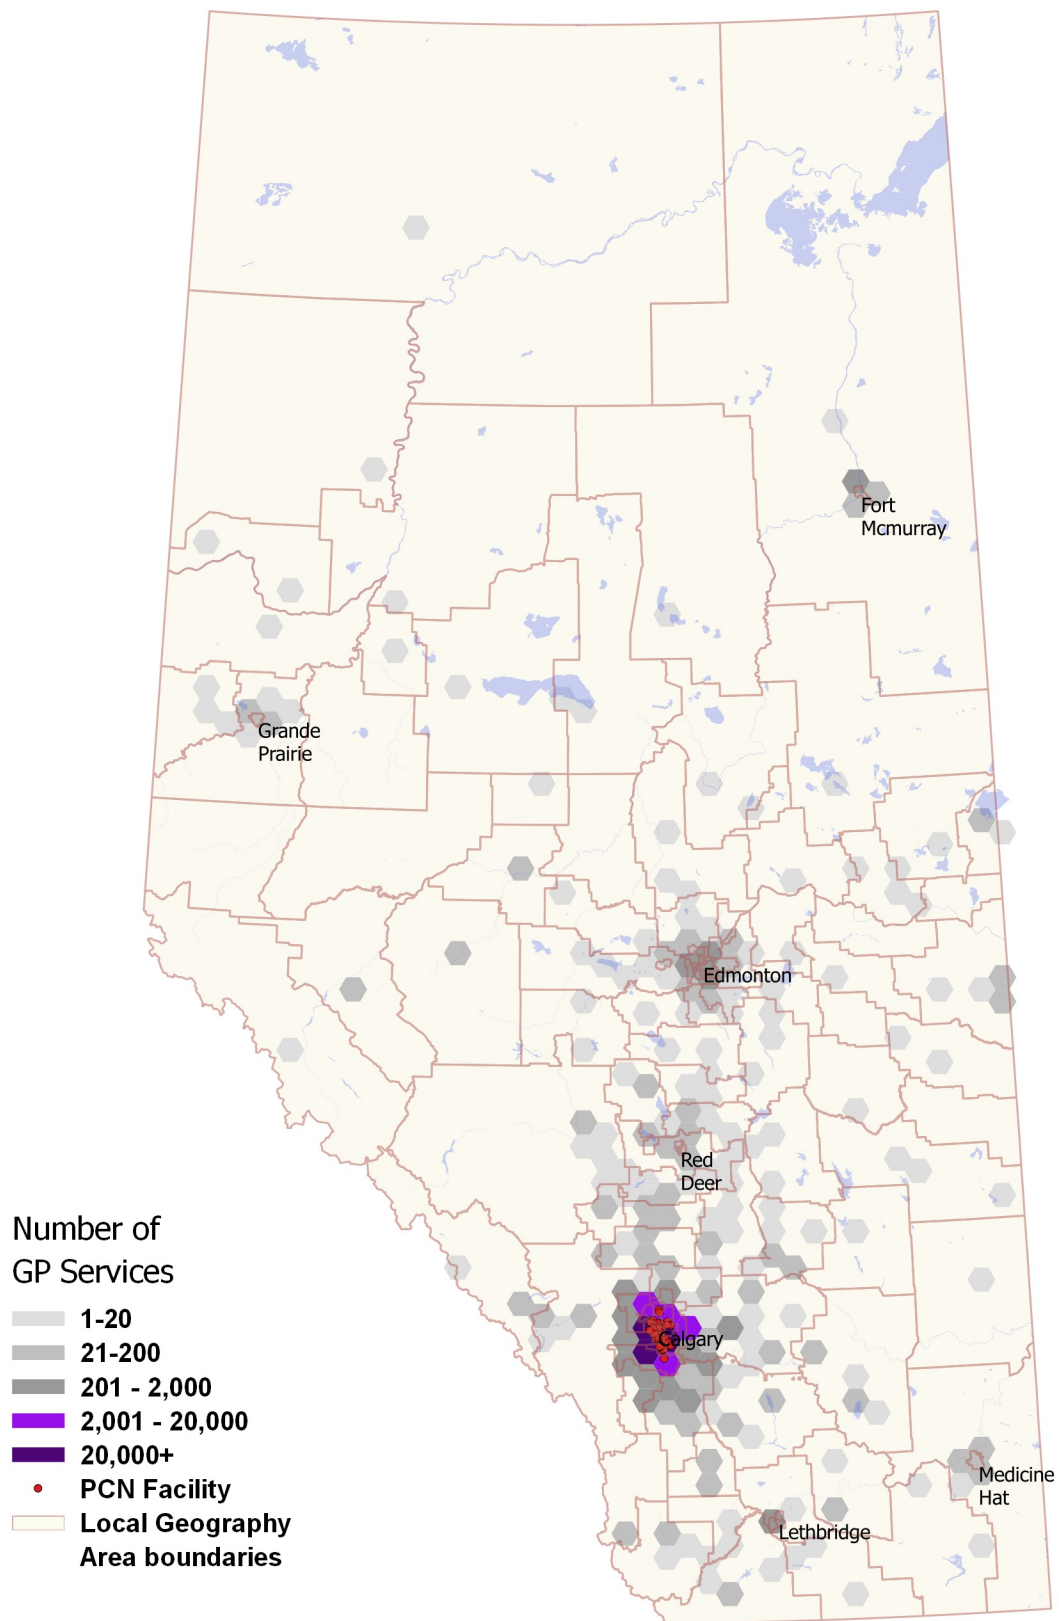 Fort
Mcmurray
Grande
Prairie
Edmonton
Red
Deer
Number of
GP Services
1-20
21-200
201 - 2,000
2,001 - 20,000
20,000+
PCN Facility
Local Geography
Area boundaries
Calgary
Medicine
Hat
Lethbridge